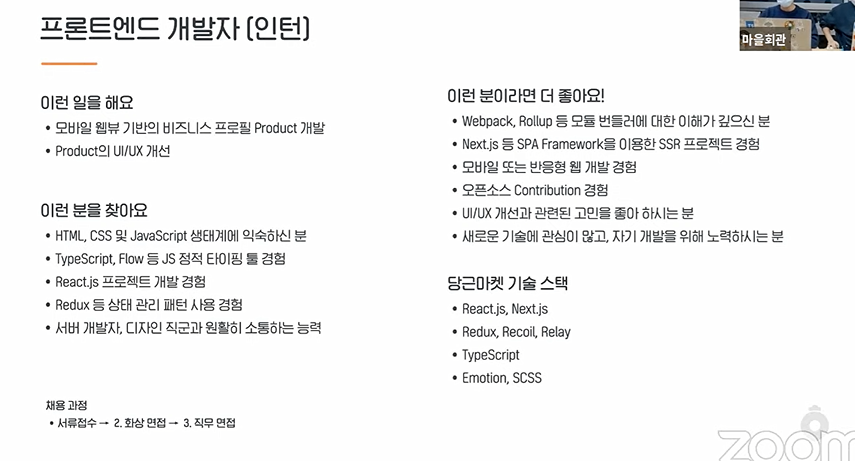 프론트엔드 개발자 (인턴)
마을회관
이런 일을 해요
• 모바일 웹뷰 기반의 비즈니스 프로필 Product 개발
• Product의 UI/UX 개선
이런 분을 찾아요
• HTML, CSS 및 JavaScript 생태계에 익숙하신 분
• TypeScript, Flow 등 JS 정적 타이핑 툴 경험
• React.js 프로젝트 개발 경험
• Redux 등 상태 관리 패턴 사용 경험
• 서버 개발자, 디자인 직군과 원활히 소통하는 능력
채용 과정
• 서류접수 → 2. 화상 면접 → 3. 직무 면접
이런 분이라면 더 좋아요!
• Webpack, Rollup 등 모듈 번들러에 대한 이해가 깊으신 분
• Next.js 등 SPA Framework을 이용한 SSR 프로젝트 경험
• 모바일 또는 반응형 웹 개발 경험
• 오픈소스 Contribution 경험
• UI/UX 개선과 관련된 고민을 좋아 하시는 분
• 새로운 기술에 관심이 많고, 자기 개발을 위해 노력하시는 분
당근마켓 기술 스택
• React.js, Next.js
• Redux, Recoil, Relay
• TypeScript
• Emotion, SCSS
zoom